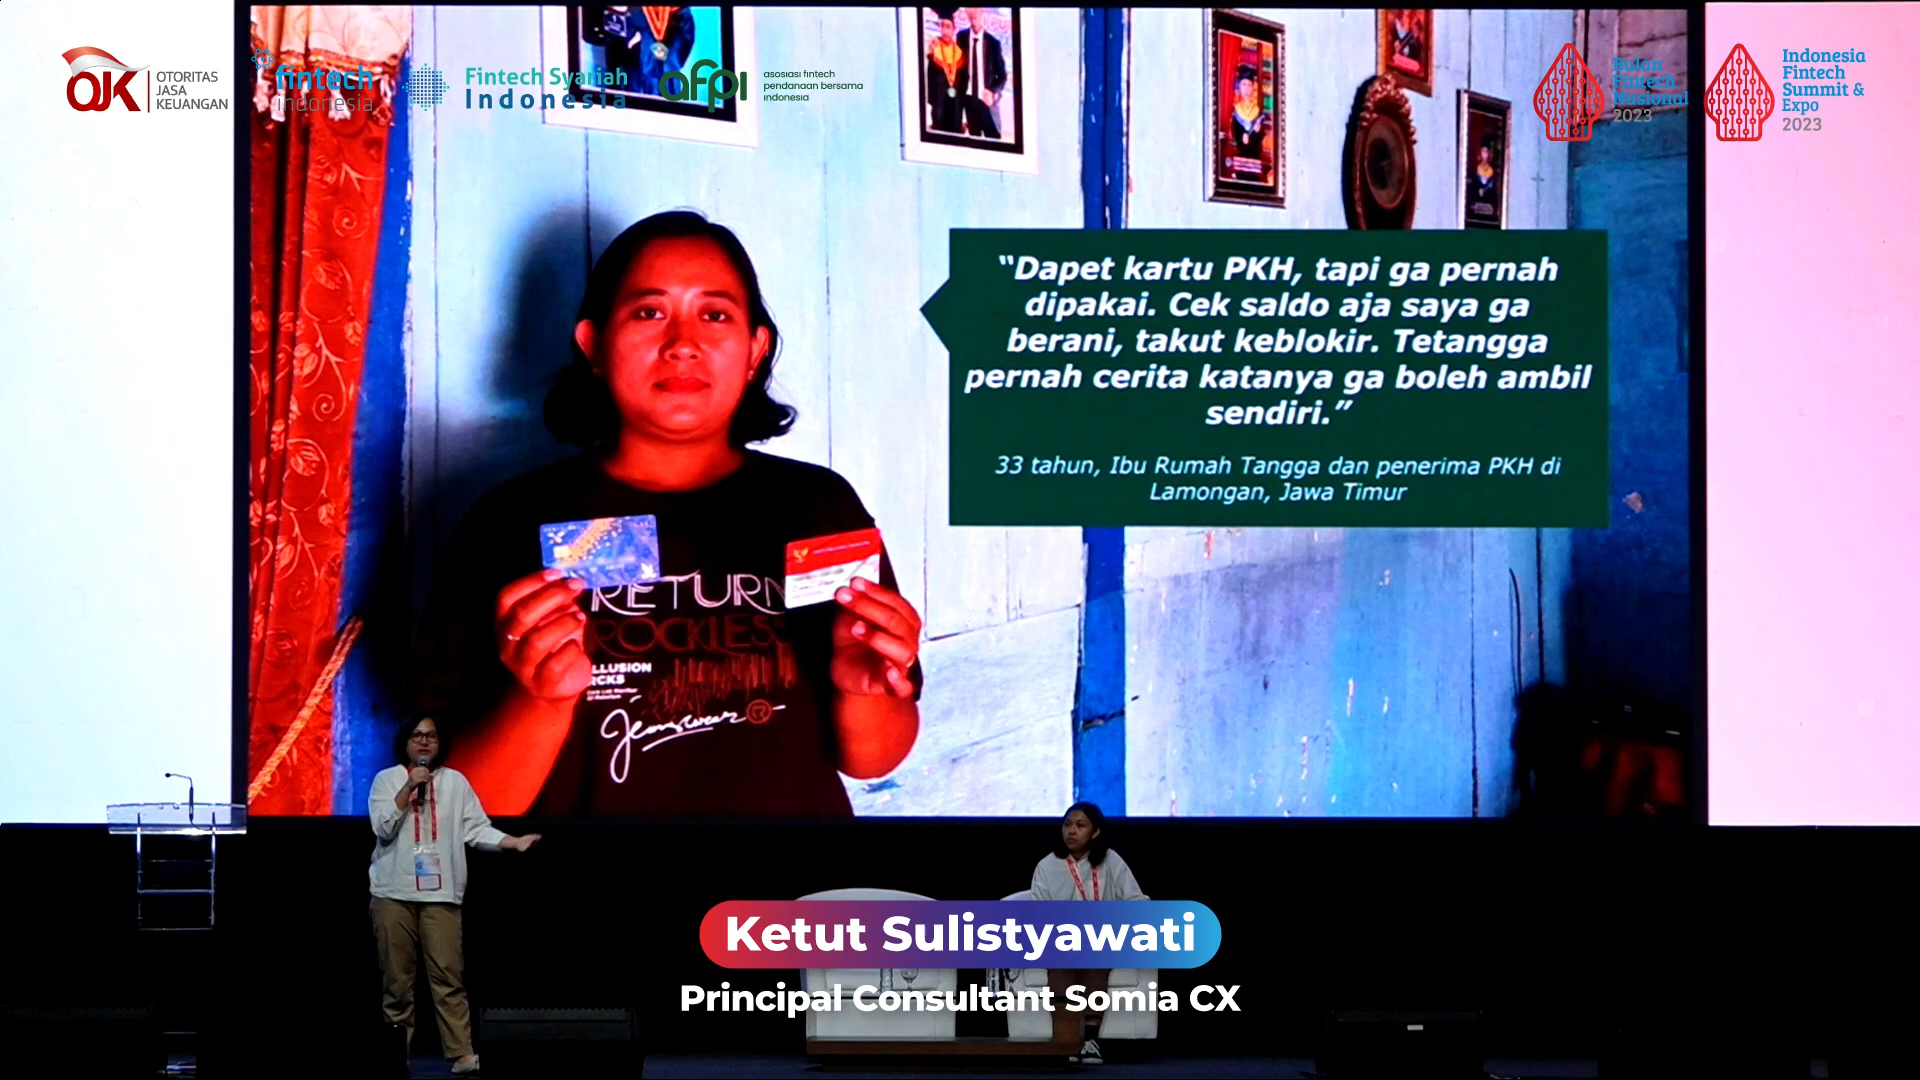 OJK
OTORITAS
JASA
KEUANGAN
fintech
indonesia
Fintech Syariah
Indonesia
afpi
asosiasi fintech
pendanaan bersama
indonesia
Bulan
Fintech
Nasional
2023
Indonesia
Fintech
Summit &
Expo
2023
“Dapet kartu PKH, tapi ga pernah
dipakai. Cek saldo aja saya ga
berani, takut keblokir. Tetangga
pernah cerita katanya ga boleh ambil
sendiri.”
33 tahun, Ibu Rumah Tangga dan penerima PKH di
Lamongan, Jawa Timur
RETURN
ROCKLESS
LLUSION
RCKS
Jeanswear
Ketut Sulistyawati
Principal Consultant Somia CX